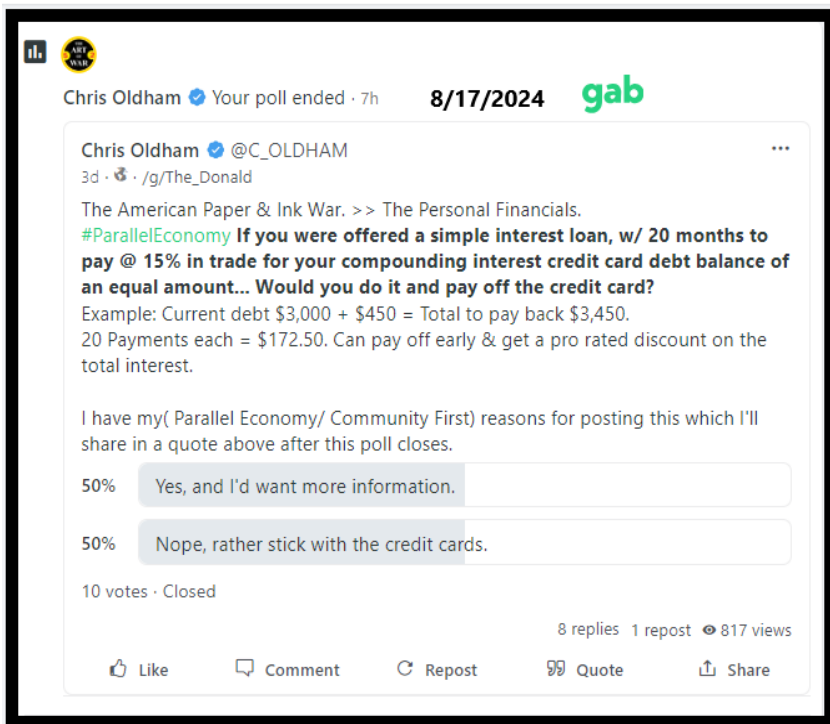 THE
ART
OF
WAR
Chris Oldham Your poll ended · 7h 8/17/2024 gab
Chris Oldham @C_OLDHAM
3d · · /g/The_Donald
The American Paper & Ink War. >> The Personal Financials.
#ParallelEconomy If you were offered a simple interest loan, w/ 20 months to
pay @ 15% in trade for your compounding interest credit card debt balance of
an equal amount... Would you do it and pay off the credit card?
Example: Current debt $3,000 + $450 = Total to pay back $3,450.
20 Payments each = $172.50. Can pay off early & get a pro rated discount on the
total interest.
I have my( Parallel Economy/ Community First) reasons for posting this which I'll
share in a quote above after this poll closes.
50% Yes, and I'd want more information.
50% Nope, rather stick with the credit cards.
10 votes · Closed
8 replies 1 repost 817 views
Like Comment Repost Quote Share